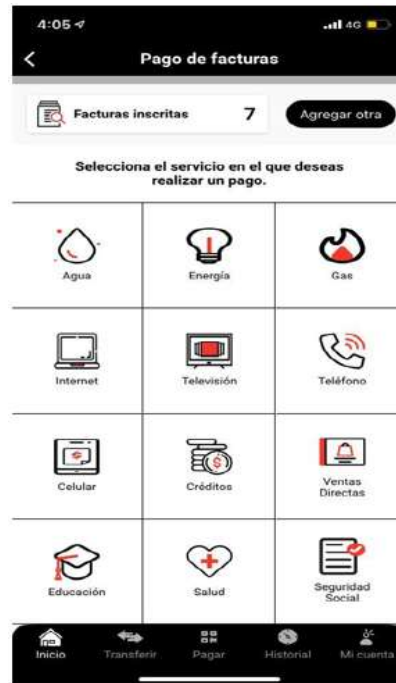 4:05
4G
Pago de facturas
Facturas inscritas 7 Agregar otra
Selecciona el servicio en el que deseas
realizar un pago.
Agua Energía Gas
Internet Televisión Teléfono
Celular Créditos Ventas
Directas
Educación Salud Seguridad
Social
Inicio Transferir Pagar Historial Mi cuenta